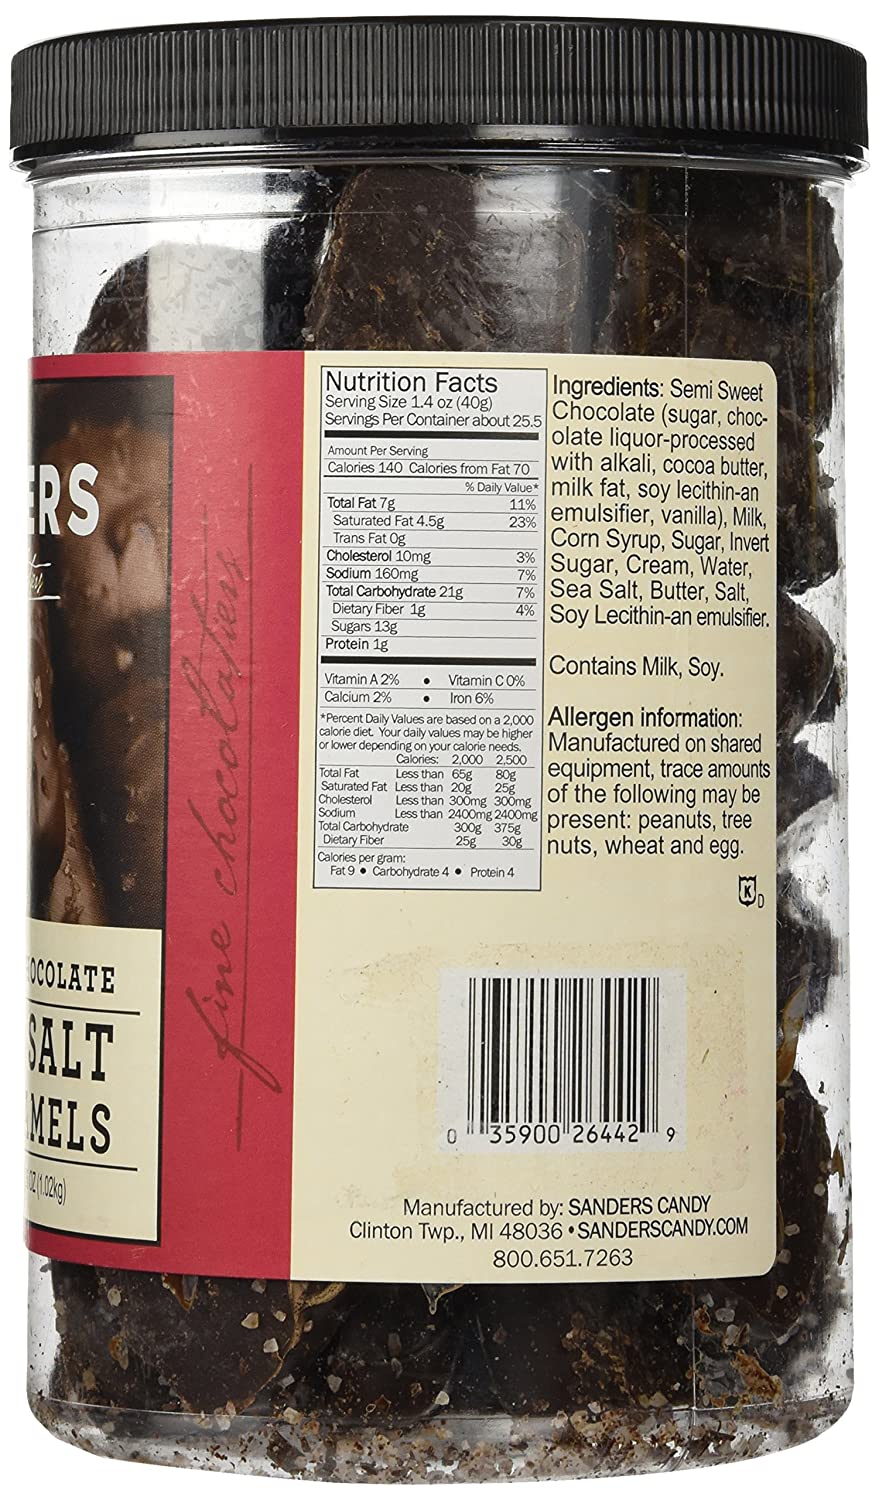 ERS
fine chocolatiers
OCOLATE
SALT
MELS
OZ (1.02kg)
Nutrition Facts
Serving Size 1.4 oz (40g)
Servings Per Container about 25.5
Amount Per Serving
Calories 140 Calories from Fat 70
% Daily Value*
Total Fat 7g 11%
Saturated Fat 4.5g 23%
Trans Fat 0g
Cholesterol 10mg 3%
Sodium 160mg 7%
Total Carbohydrate 21g 7%
Dietary Fiber 1g 4%
Sugars 13g
Protein 1g
Vitamin A 2% • Vitamin C 0%
Calcium 2% • Iron 6%
*Percent Daily Values are based on a 2,000
calorie diet. Your daily values may be higher
or lower depending on your calorie needs.
Calories: 2,000 2,500
Total Fat Less than 65g 80g
Saturated Fat Less than 20g 25g
Cholesterol Less than 300mg 300mg
Sodium Less than 2400mg 2400mg
Total Carbohydrate 300g 375g
Dietary Fiber 25g 30g
Calories per gram:
Fat 9 • Carbohydrate 4 • Protein 4
Ingredients: Semi Sweet
Chocolate (sugar, choc-
olate liquor-processed
with alkali, cocoa butter,
milk fat, soy lecithin-an
emulsifier, vanilla), Milk,
Corn Syrup, Sugar, Invert
Sugar, Cream, Water,
Sea Salt, Butter, Salt,
Soy Lecithin-an emulsifier.
Contains Milk, Soy.
Allergen information:
Manufactured on shared
equipment, trace amounts
of the following may be
present: peanuts, tree
nuts, wheat and egg.
K D
0 35900 26442 9
Manufactured by: SANDERS CANDY
Clinton Twp., MI 48036 • SANDERSCANDY.COM
800.651.7263